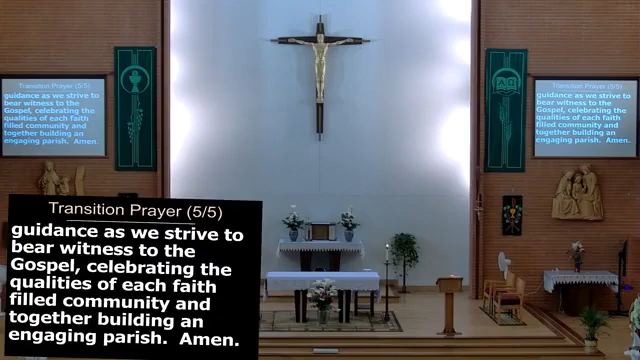 Transition Prayer (5/5)
guidance as we strive to
bear witness to the
Gospel, celebrating the
qualities of each faith
filled community and
together building an
engaging parish.  Amen.
Transition Prayer (5/5)
guidance as we strive to
bear witness to the
Gospel, celebrating the
qualities of each faith
filled community and
together building an
engaging parish.  Amen.
Transition Prayer (5/5)
guidance as we strive to
bear witness to the
Gospel, celebrating the
qualities of each faith
filled community and
together building an
engaging parish.  Amen.
ΑΩ